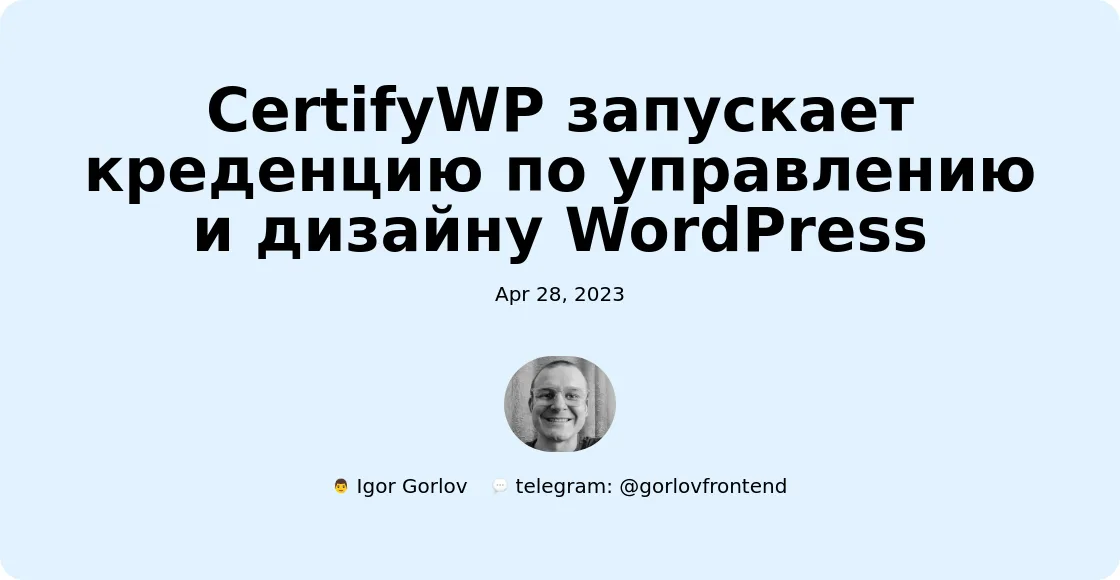 CertifyWP запускает
креденцию по управлению
и дизайну WordPress
Apr 28, 2023
👨 Igor Gorlov 💬 telegram: @gorlovfrontend